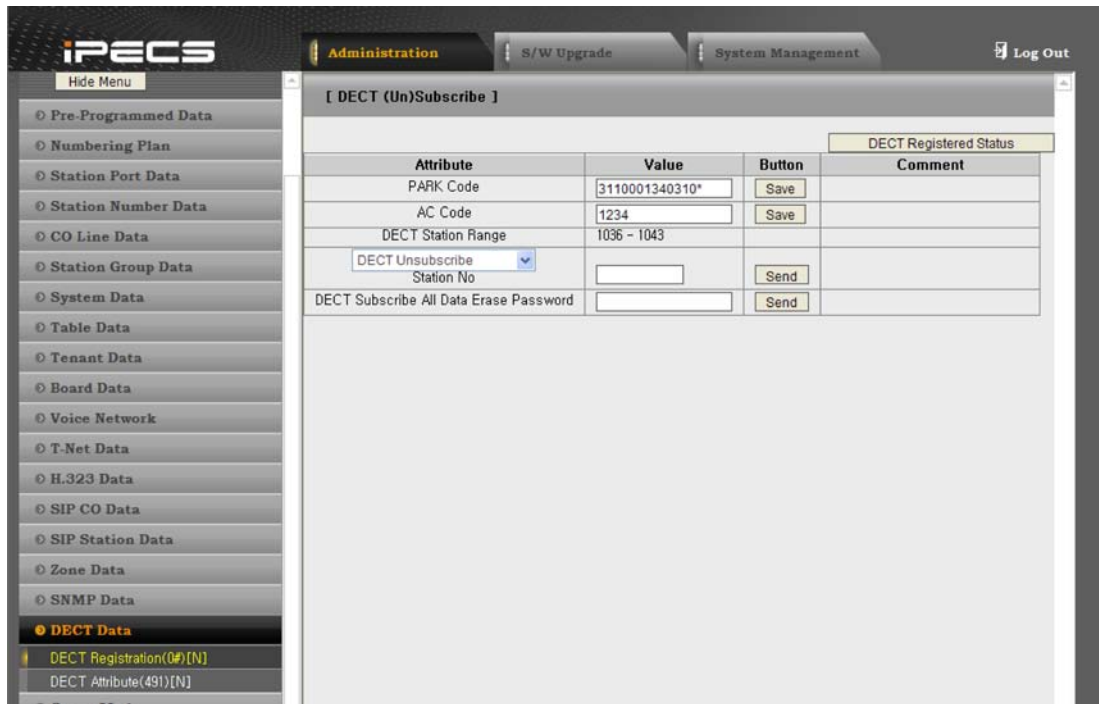 iPECS
Administration
S/W Upgrade
System Management
Log Out
Hide Menu
Pre-Programmed Data
Numbering Plan
Station Port Data
Station Number Data
CO Line Data
Station Group Data
System Data
Table Data
Tenant Data
Board Data
Voice Network
T-Net Data
H.323 Data
SIP CO Data
SIP Station Data
Zone Data
SNMP Data
DECT Data
DECT Registration(0#)[N]
DECT Attribute(491)[N]
[ DECT (Un)Subscribe ]
DECT Registered Status
Attribute Value Button Comment
PARK Code 3110001340310* Save
AC Code 1234 Save
DECT Station Range 1036 - 1043
DECT Unsubscribe
Station No Send
DECT Subscribe All Data Erase Password Send